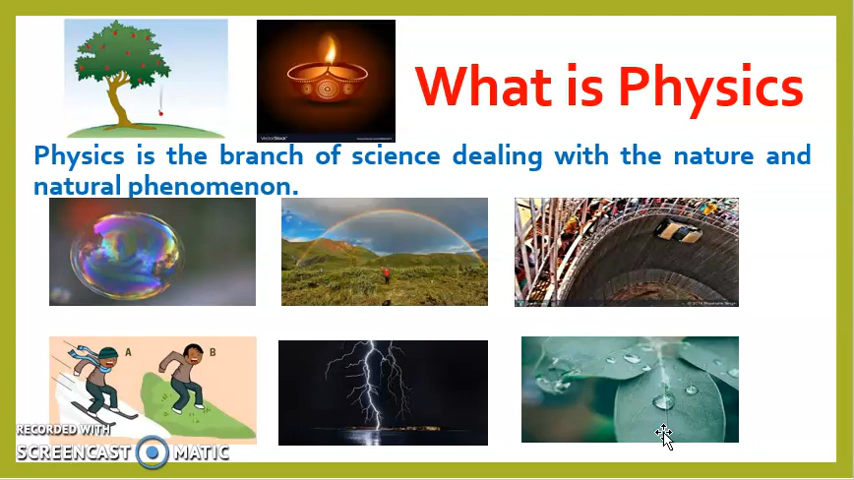 What is Physics
VectorStock
Physics is the branch of science dealing with the nature and
natural phenomenon.
A
B
RECORDED WITH
SCREENCAST MATIC